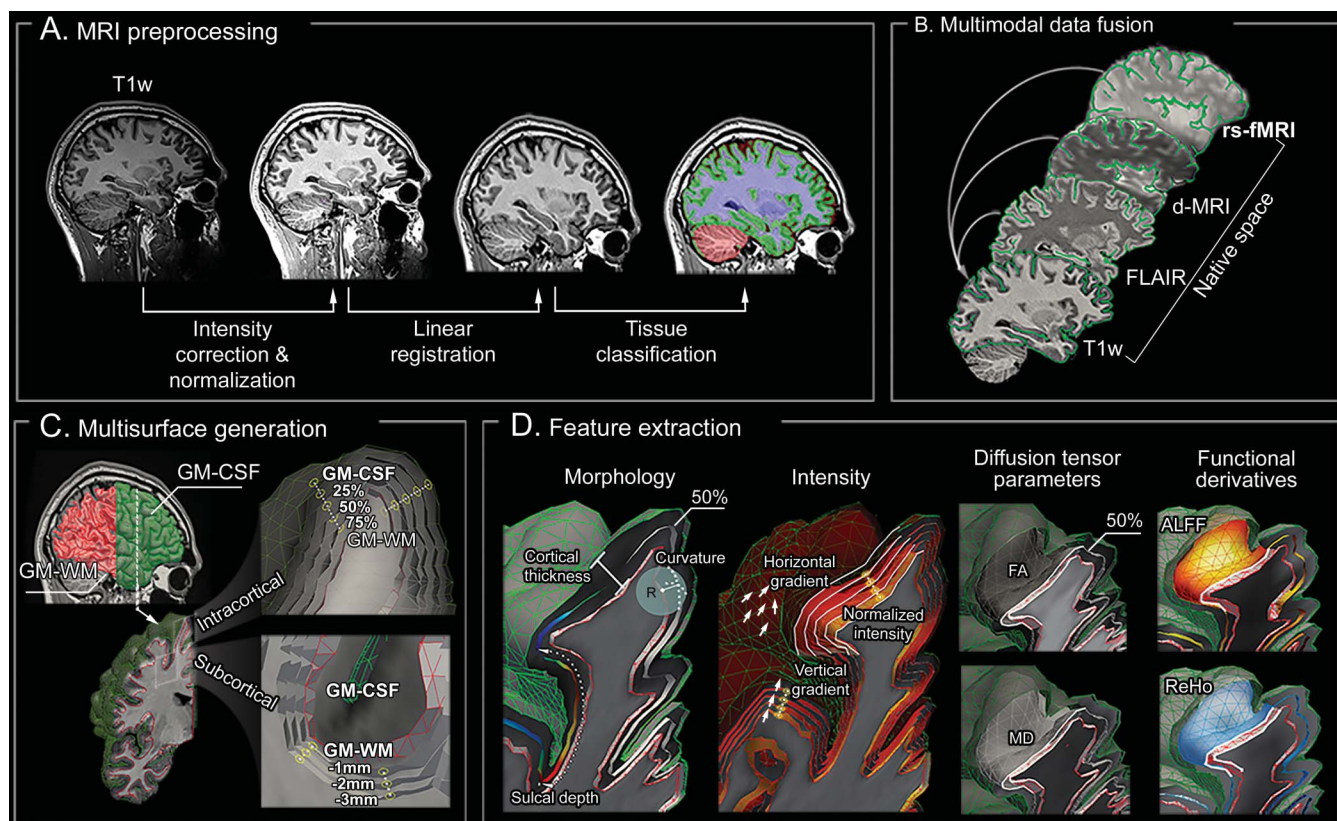 A. MRI preprocessing
T1w
Intensity
correction &
normalization
Linear
registration
Tissue
classification
B. Multimodal data fusion
rs-fMRI
d-MRI
FLAIR
T1w
Native space
C. Multisurface generation
GM-CSF
GM-WM
Intracortical
Subcortical
GM-CSF
25%
50%
75%
GM-WM
GM-CSF
GM-WM
-1mm
-2mm
-3mm
D. Feature extraction
Morphology
50%
Cortical
thickness
Curvature
R
Sulcal depth
Intensity
Horizontal
gradient
Normalized
intensity
Vertical
gradient
Diffusion tensor
parameters
50%
FA
MD
Functional
derivatives
ALFF
ReHo